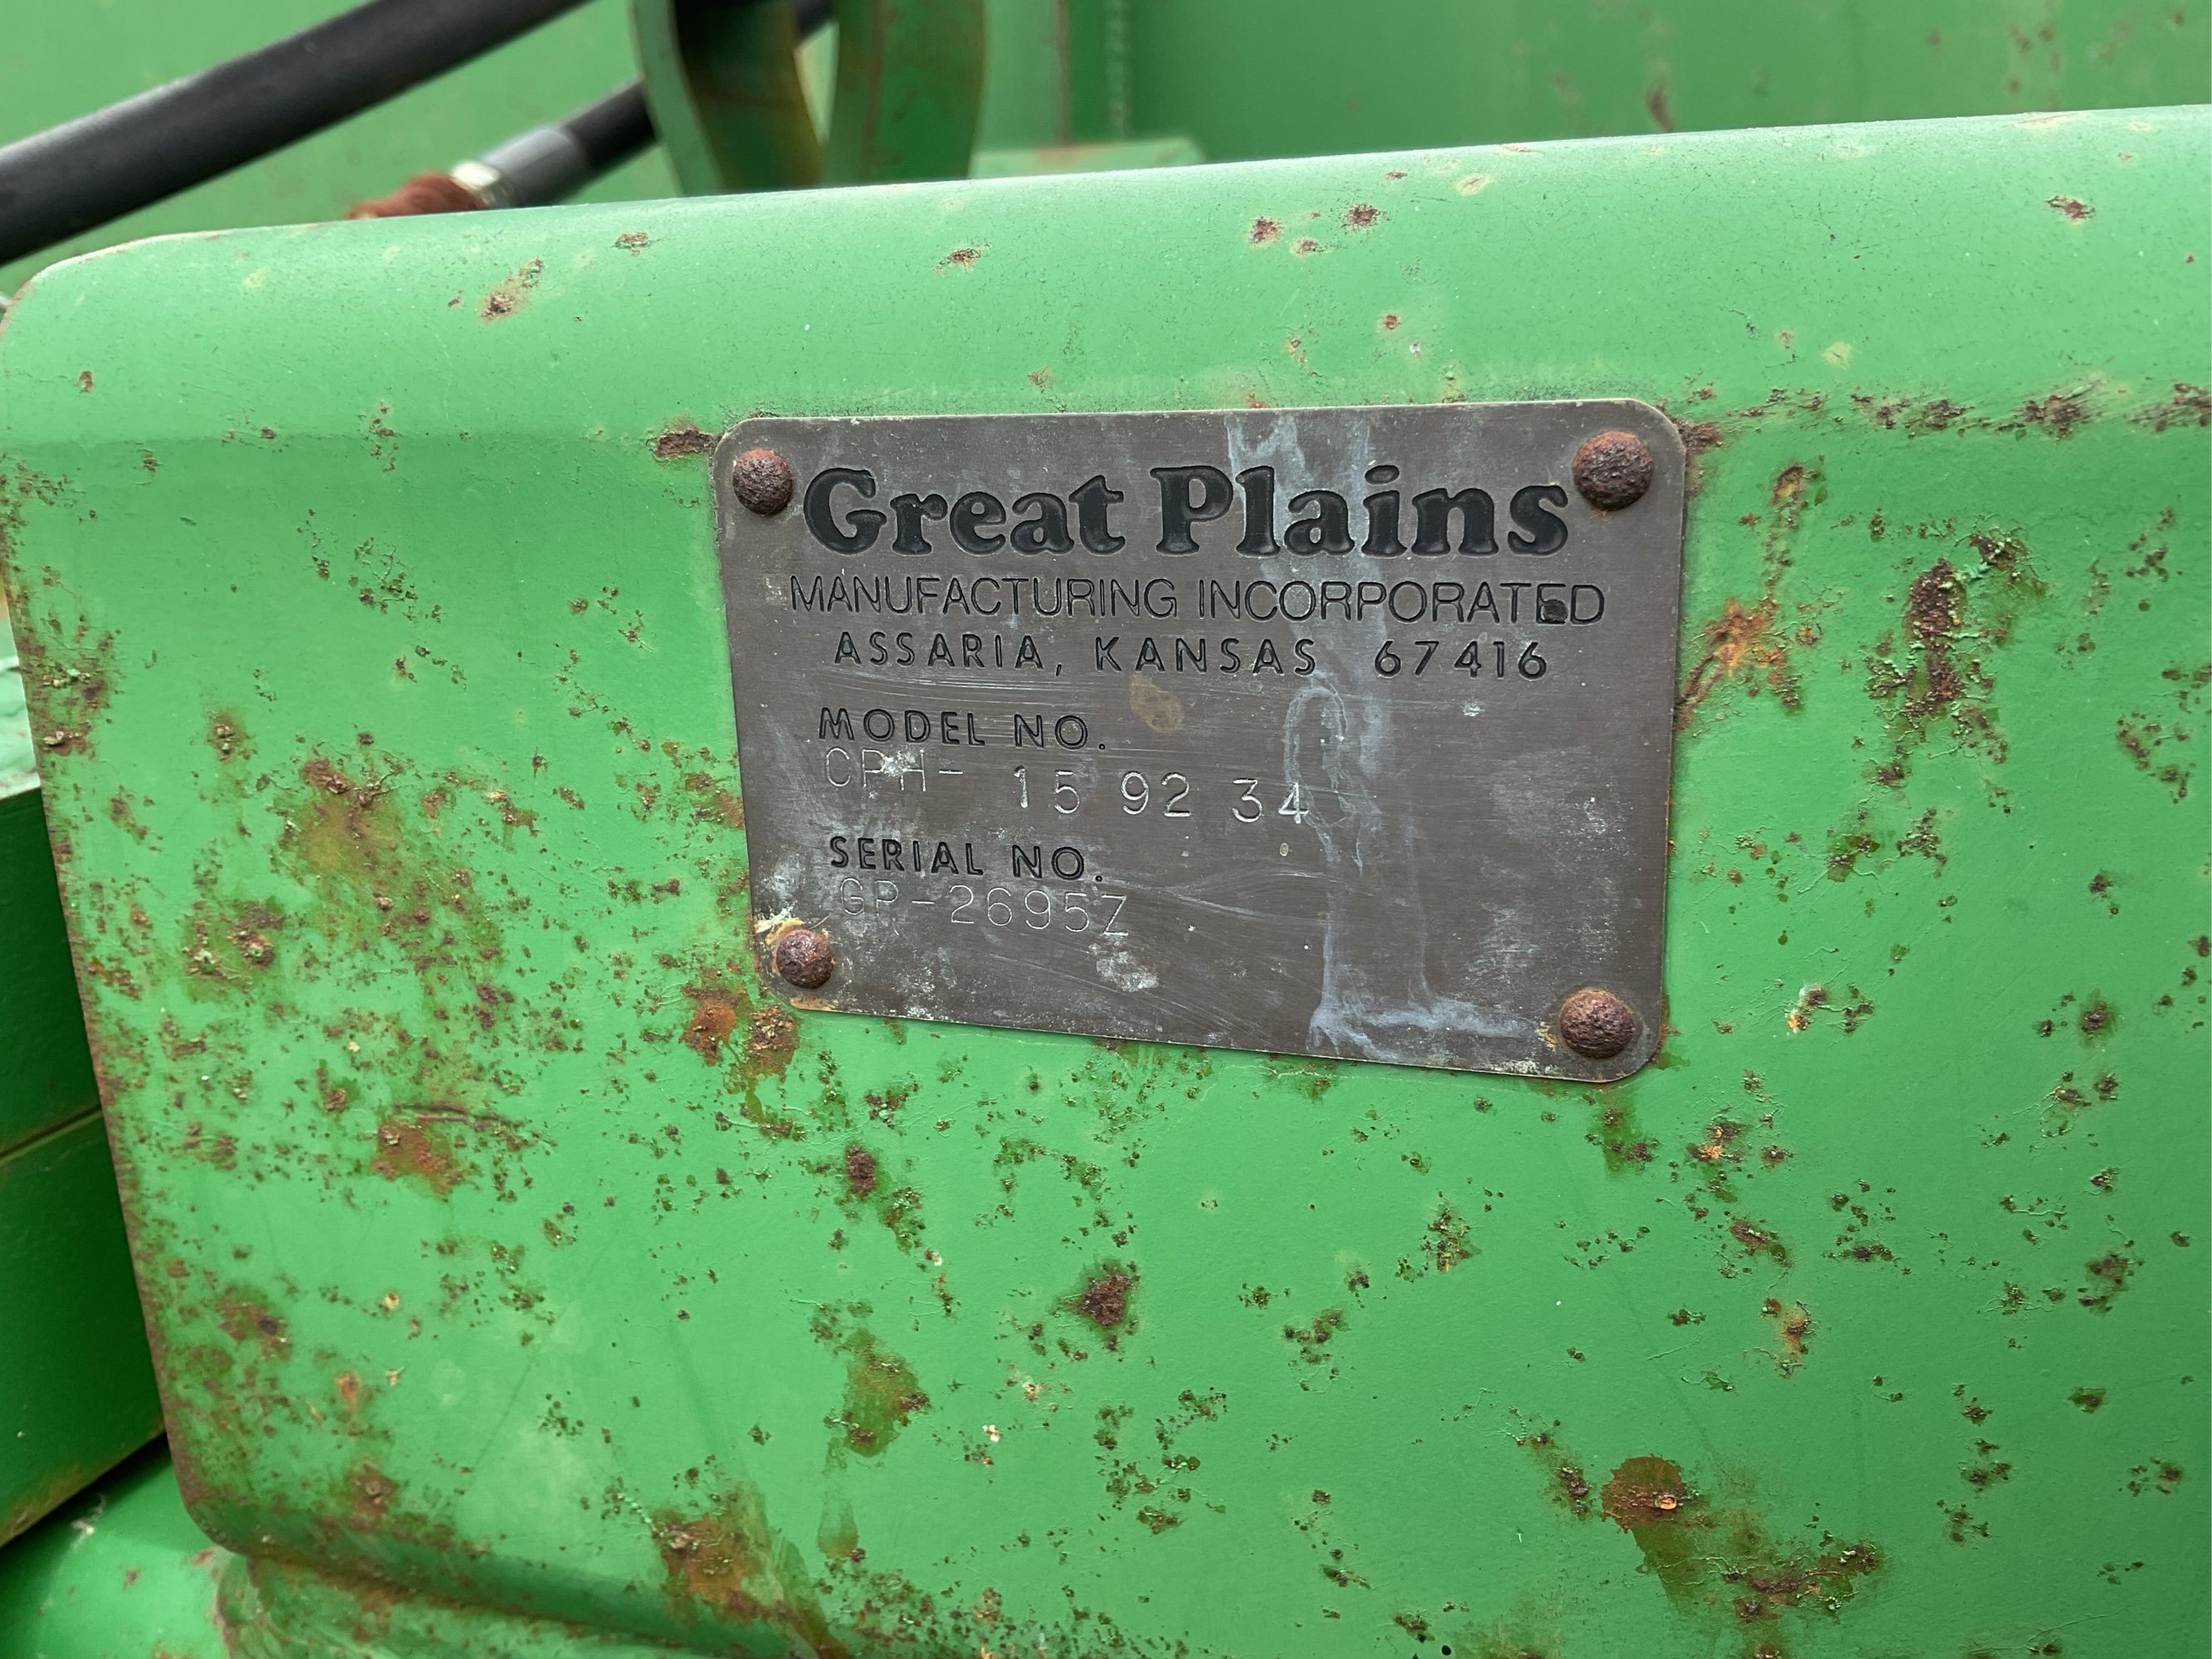 Great Plains
MANUFACTURING INCORPORATED
ASSARIA, KANSAS 67416
MODEL NO.
CPH- 15 92 34
SERIAL NO.
GP-2695Z